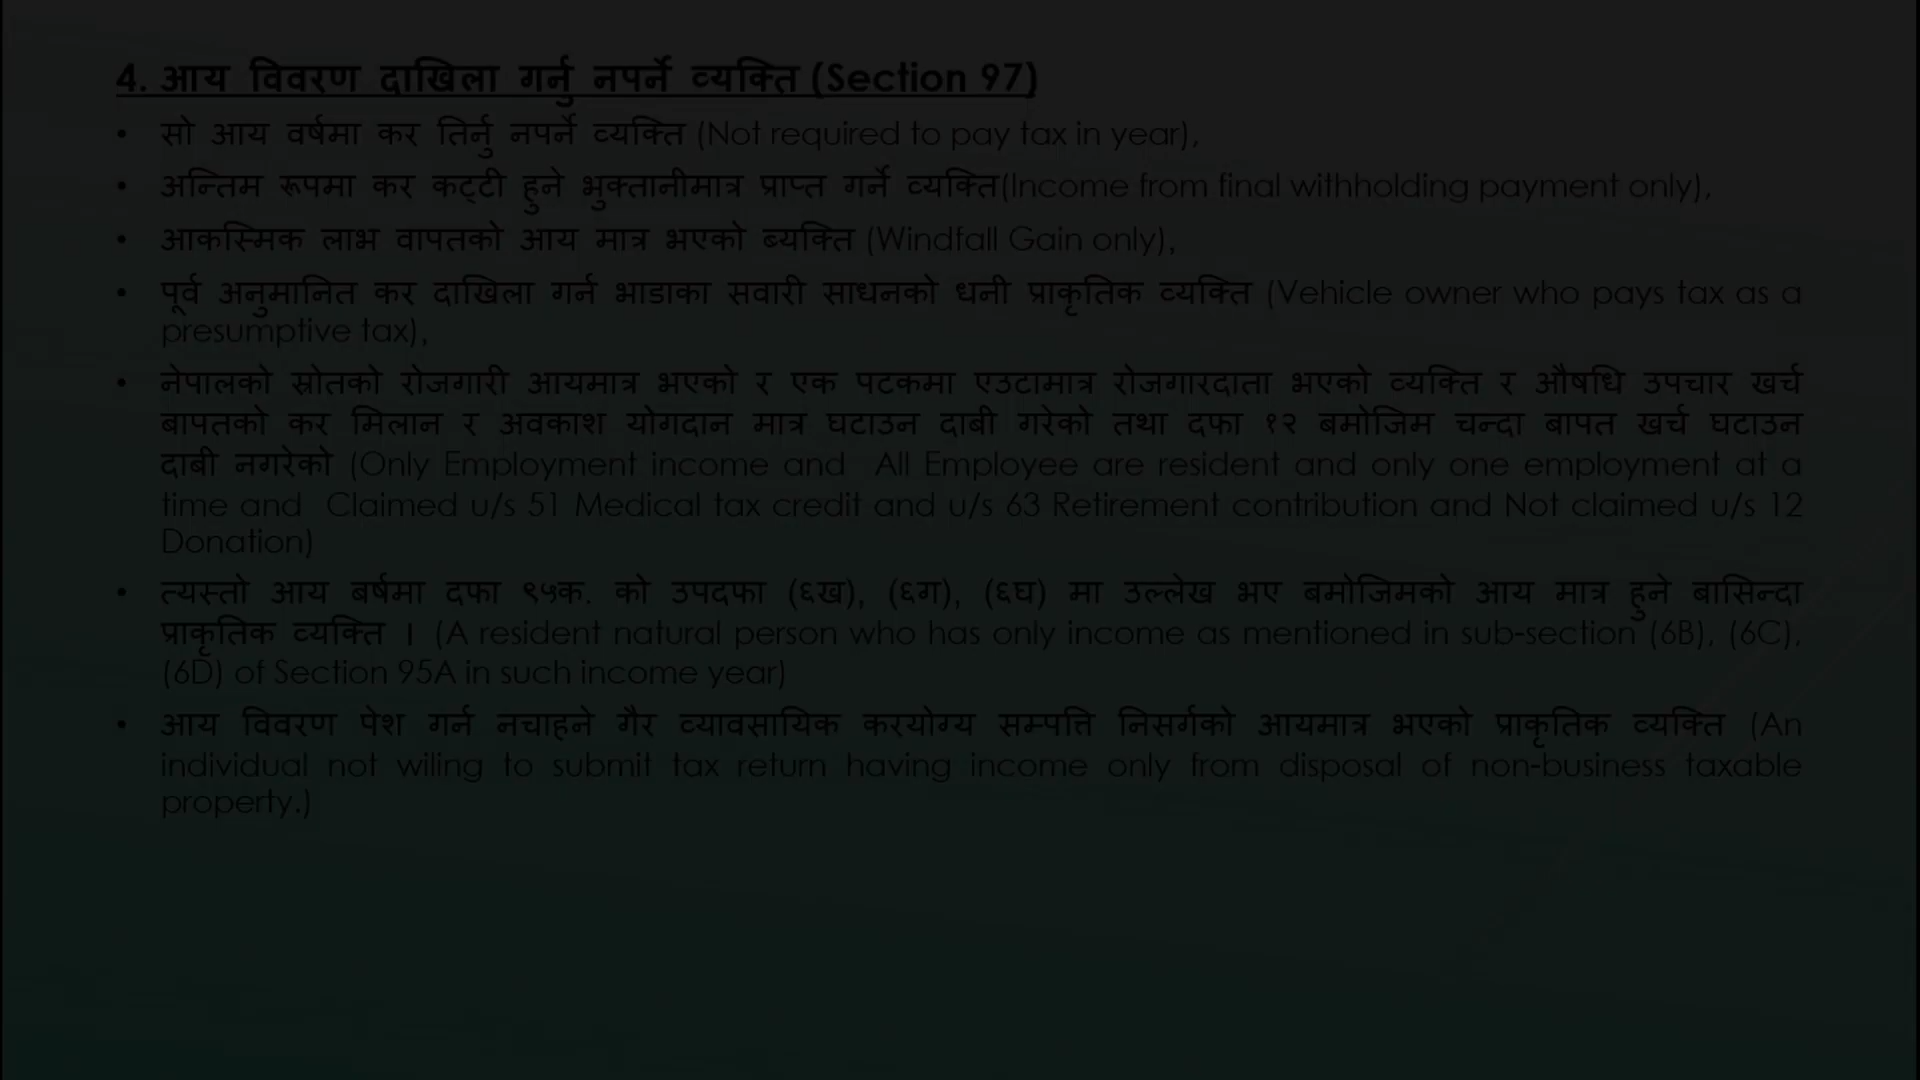 4. आय विवरण दाखिला गर्नु नपर्ने व्यक्ति (Section 97)
• सो आय वर्षमा कर तिर्नु नपर्ने व्यक्ति (Not required to pay tax in year),
• अन्तिम रूपमा कर कट्टी हुने भुक्तानीमात्र प्राप्त गर्ने व्यक्ति(Income from final withholding payment only),
• आकस्मिक लाभ वापतको आय मात्र भएको ब्यक्ति (Windfall Gain only),
• पूर्व अनुमानित कर दाखिला गर्न भाडाका सवारी साधनको धनी प्राकृतिक व्यक्ति (Vehicle owner who pays tax as a
presumptive tax),
• नेपालको स्रोतको रोजगारी आयमात्र भएको र एक पटकमा एउटामात्र रोजगारदाता भएको व्यक्ति र औषधि उपचार खर्च
बापतको कर मिलान र अवकाश योगदान मात्र घटाउन दाबी गरेको तथा दफा १२ बमोजिम चन्दा बापत खर्च घटाउन
दाबी नगरेको (Only Employment income and All Employee are resident and only one employment at a
time and Claimed u/s 51 Medical tax credit and u/s 63 Retirement contribution and Not claimed u/s 12
Donation)
• त्यस्तो आय बर्षमा दफा ९५क. को उपदफा (६ख), (६ग), (६घ) मा उल्लेख भए बमोजिमको आय मात्र हुने बासिन्दा
प्राकृतिक व्यक्ति । (A resident natural person who has only income as mentioned in sub-section (6B), (6C),
(6D) of Section 95A in such income year)
• आय विवरण पेश गर्न नचाहने गैर व्यावसायिक करयोग्य सम्पत्ति निसर्गको आयमात्र भएको प्राकृतिक व्यक्ति (An
individual not wiling to submit tax return having income only from disposal of non-business taxable
property.)